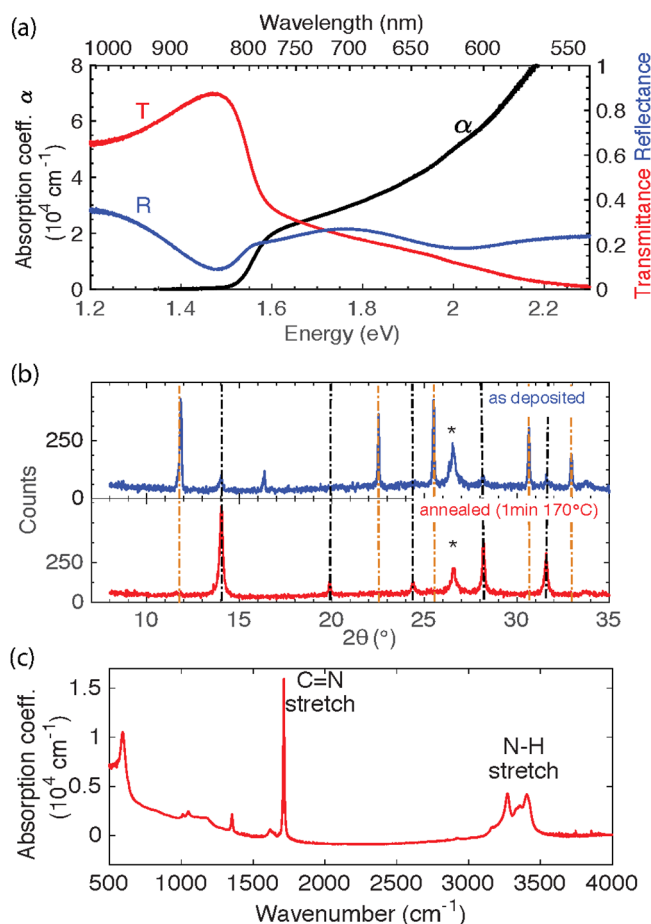 (a)
Wavelength (nm)
1000 900 800 750 700 650 600 550
8 1
T
R
α
6 0.8
4 0.6
0.4
2 0.2
0 0
Absorption coeff. α
(10⁴ cm⁻¹)
Transmittance Reflectance
1.2 1.4 1.6 1.8 2 2.2
Energy (eV)
(b)
as deposited
*
250
0
annealed (1min 170°C)
*
250
0
Counts
10 15 20 25 30 35
2θ (°)
(c)
1.5
1
0.5
0
C=N
stretch
N-H
stretch
Absorption coeff.
(10⁴ cm⁻¹)
500 1000 1500 2000 2500 3000 3500 4000
Wavenumber (cm⁻¹)